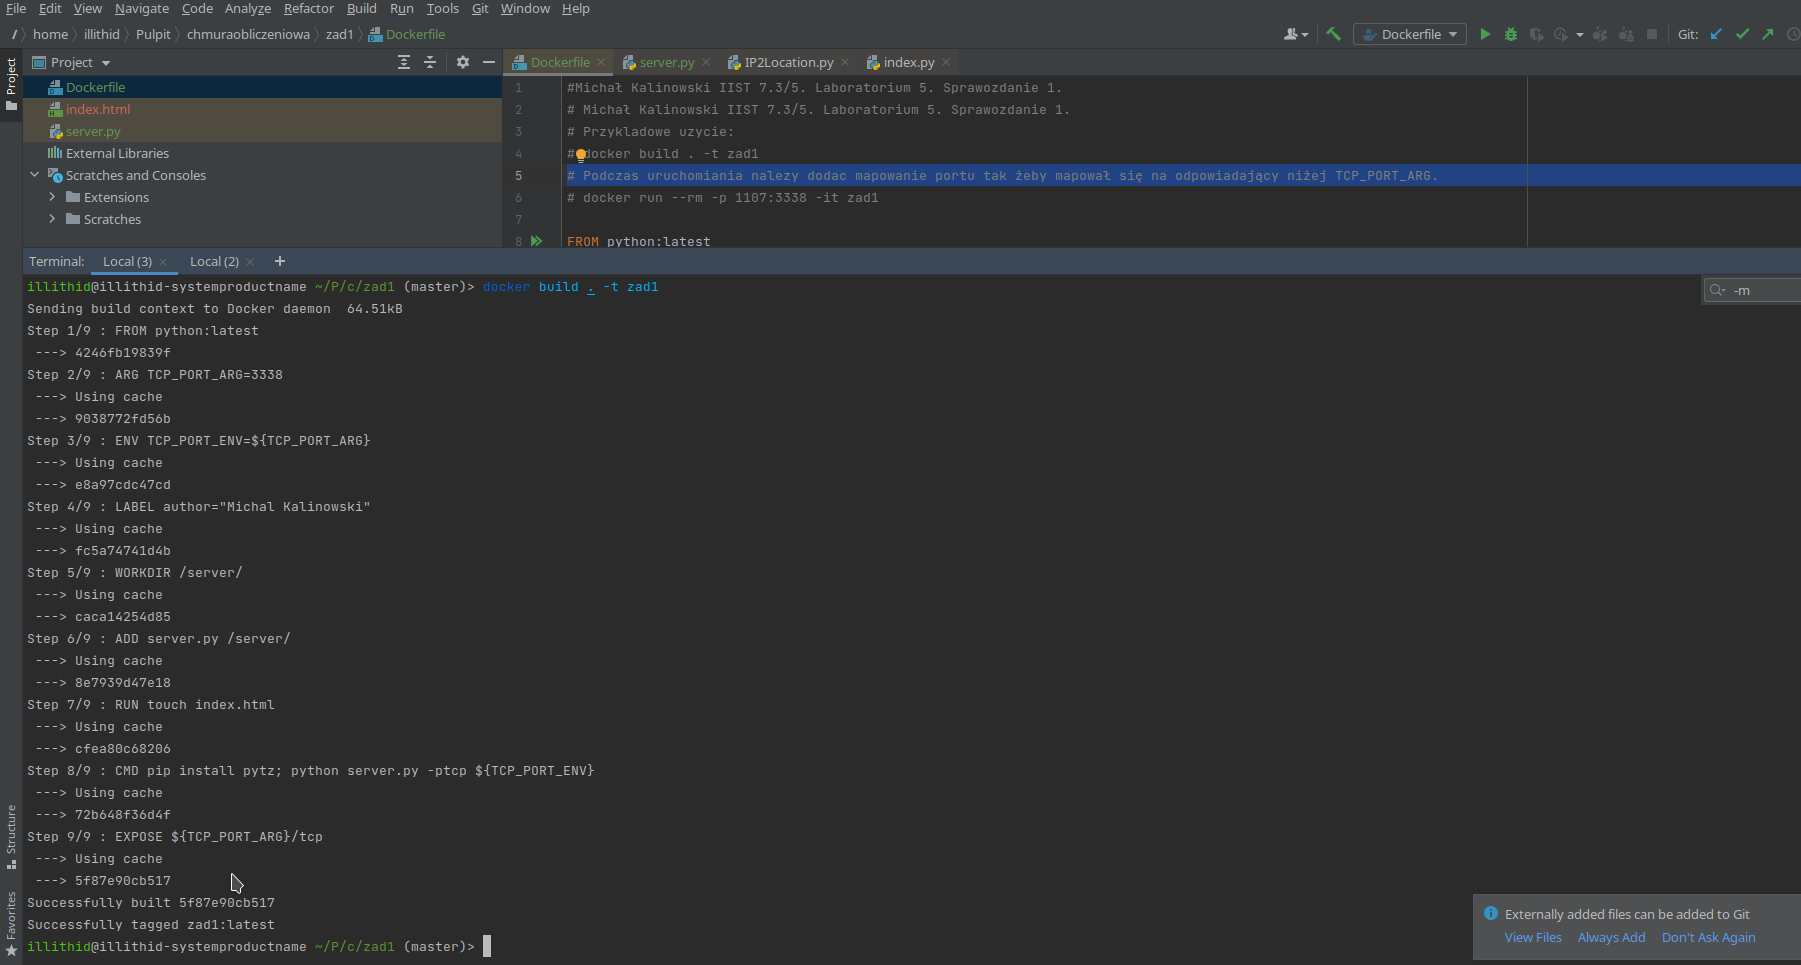 File Edit View Navigate Code Analyze Refactor Build Run Tools Git Window Help
/ home illithid Pulpit chmuraobliczeniowa zad1 Dockerfile
Dockerfile Git:
Project
Project
Dockerfile server.py IP2Location.py index.py
Dockerfile
index.html
server.py
External Libraries
Scratches and Consoles
Extensions
Scratches
1 #Michał Kalinowski IIST 7.3/5. Laboratorium 5. Sprawozdanie 1.
2 # Michał Kalinowski IIST 7.3/5. Laboratorium 5. Sprawozdanie 1.
3 # Przykladowe uzycie:
4 # docker build . -t zad1
5 # Podczas uruchomiania nalezy dodac mapowanie portu tak żeby mapował się na odpowiadający niżej TCP_PORT_ARG.
6 # docker run --rm -p 1107:3338 -it zad1
7
8 FROM python:latest
Terminal: Local (3) Local (2) +
-m
illithid@illithid-systemproductname ~/P/c/zad1 (master)> docker build . -t zad1
Sending build context to Docker daemon  64.51kB
Step 1/9 : FROM python:latest
 ---> 4246fb19839f
Step 2/9 : ARG TCP_PORT_ARG=3338
 ---> Using cache
 ---> 9038772fd56b
Step 3/9 : ENV TCP_PORT_ENV=${TCP_PORT_ARG}
 ---> Using cache
 ---> e8a97cdc47cd
Step 4/9 : LABEL author="Michal Kalinowski"
 ---> Using cache
 ---> fc5a74741d4b
Step 5/9 : WORKDIR /server/
 ---> Using cache
 ---> caca14254d85
Step 6/9 : ADD server.py /server/
 ---> Using cache
 ---> 8e7939d47e18
Step 7/9 : RUN touch index.html
 ---> Using cache
 ---> cfea80c68206
Step 8/9 : CMD pip install pytz; python server.py -ptcp ${TCP_PORT_ENV}
 ---> Using cache
 ---> 72b648f36d4f
Step 9/9 : EXPOSE ${TCP_PORT_ARG}/tcp
 ---> Using cache
 ---> 5f87e90cb517
Successfully built 5f87e90cb517
Successfully tagged zad1:latest
illithid@illithid-systemproductname ~/P/c/zad1 (master)>
Structure
Favorites
Externally added files can be added to Git
View Files Always Add Don't Ask Again